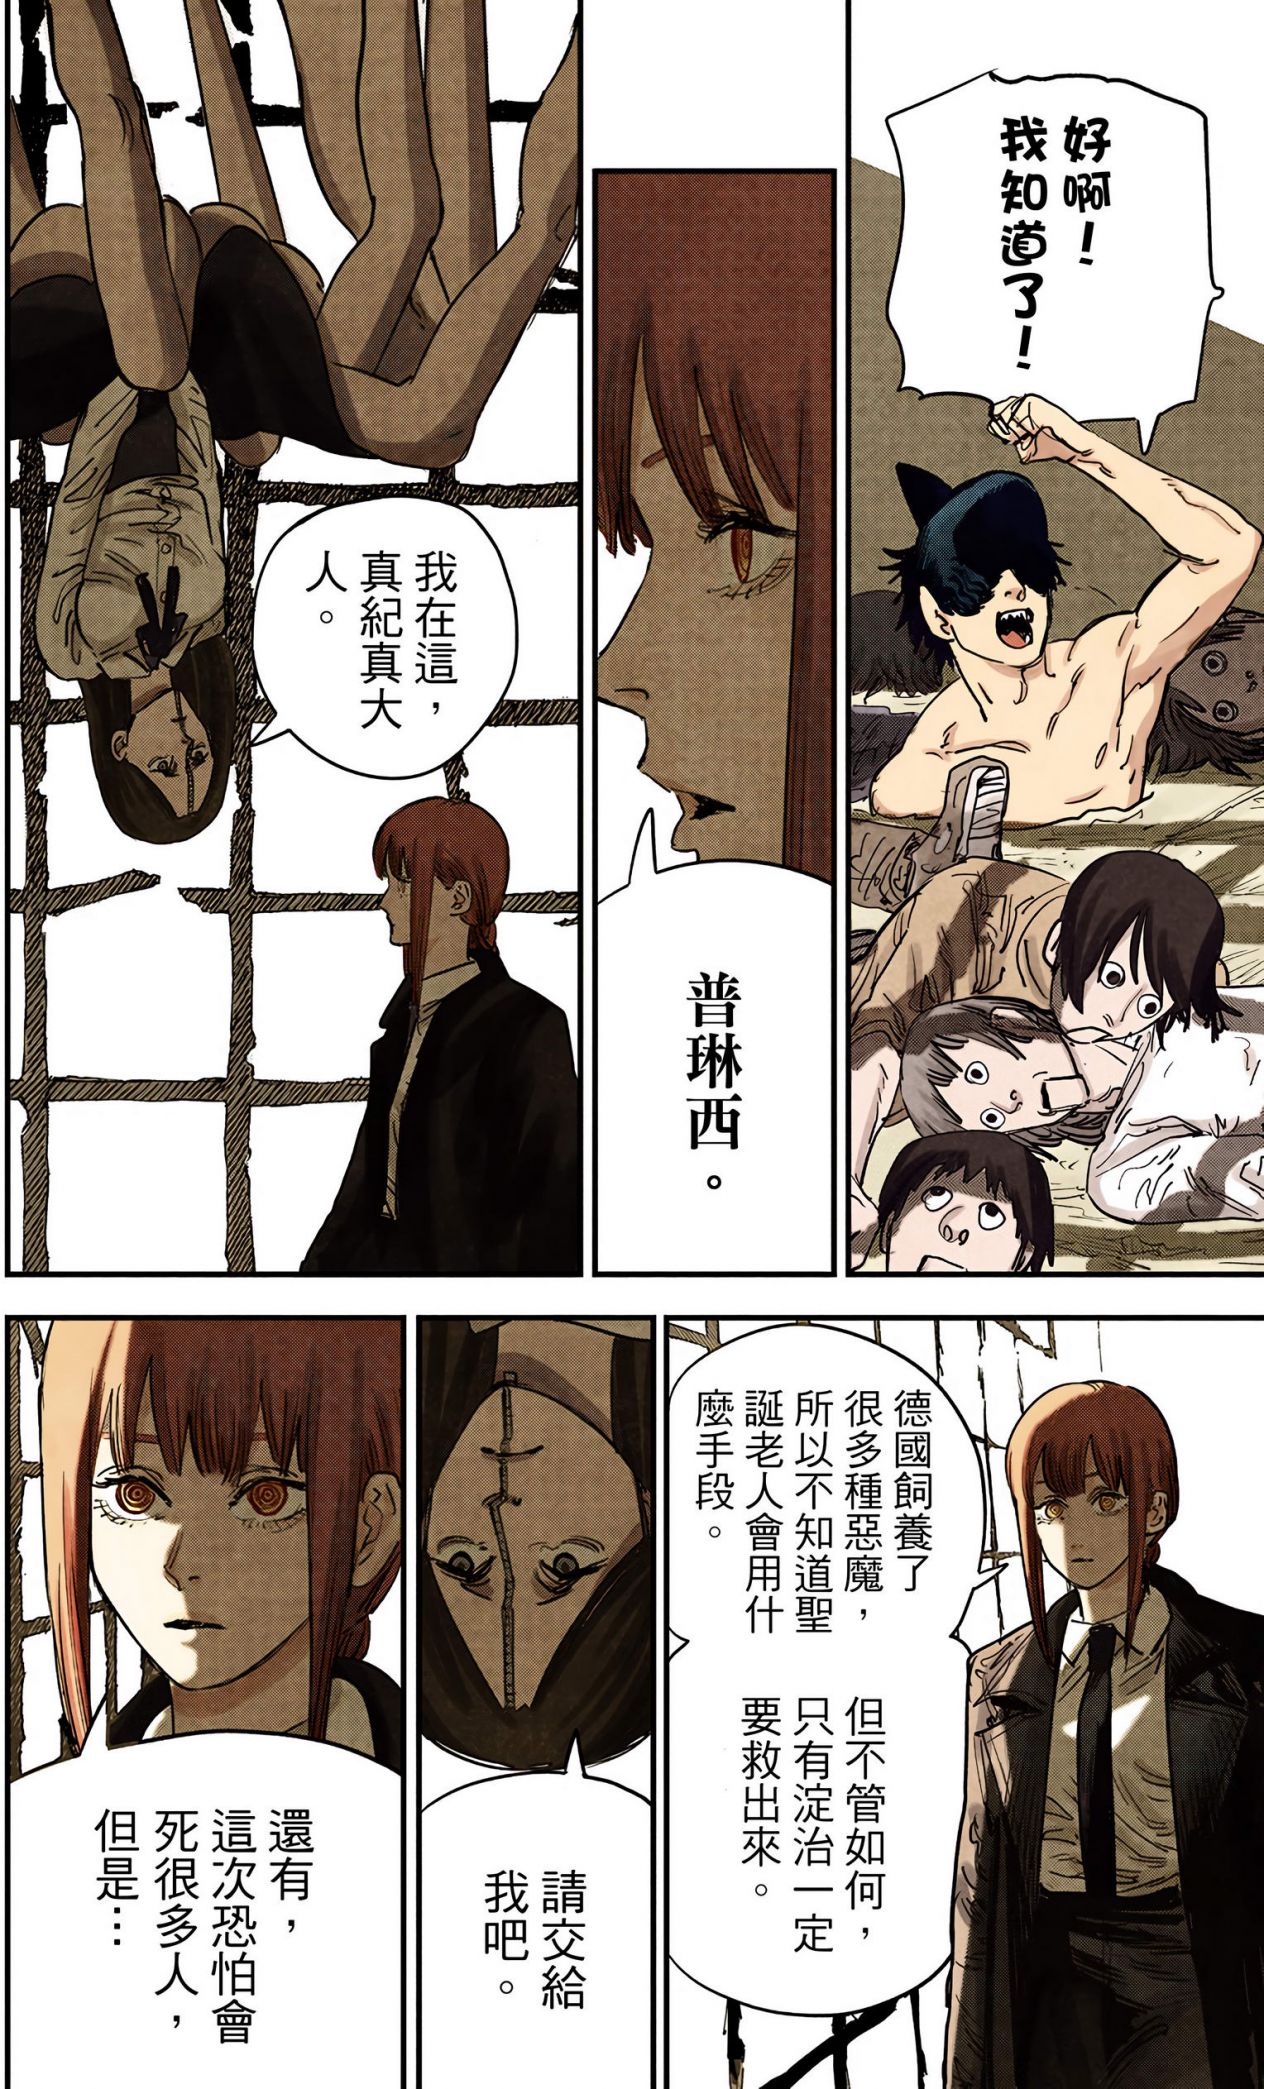 好啊！
我知道了！
普琳西。
我在這，
真紀真大
人。
德國飼養了
很多種惡魔，
所以不知道聖
誕老人會用什
麼手段。
但不管如何，
只有淀治一定
要救出來。
請交給
我吧。
還有，
這次恐怕會
死很多人，
但是…